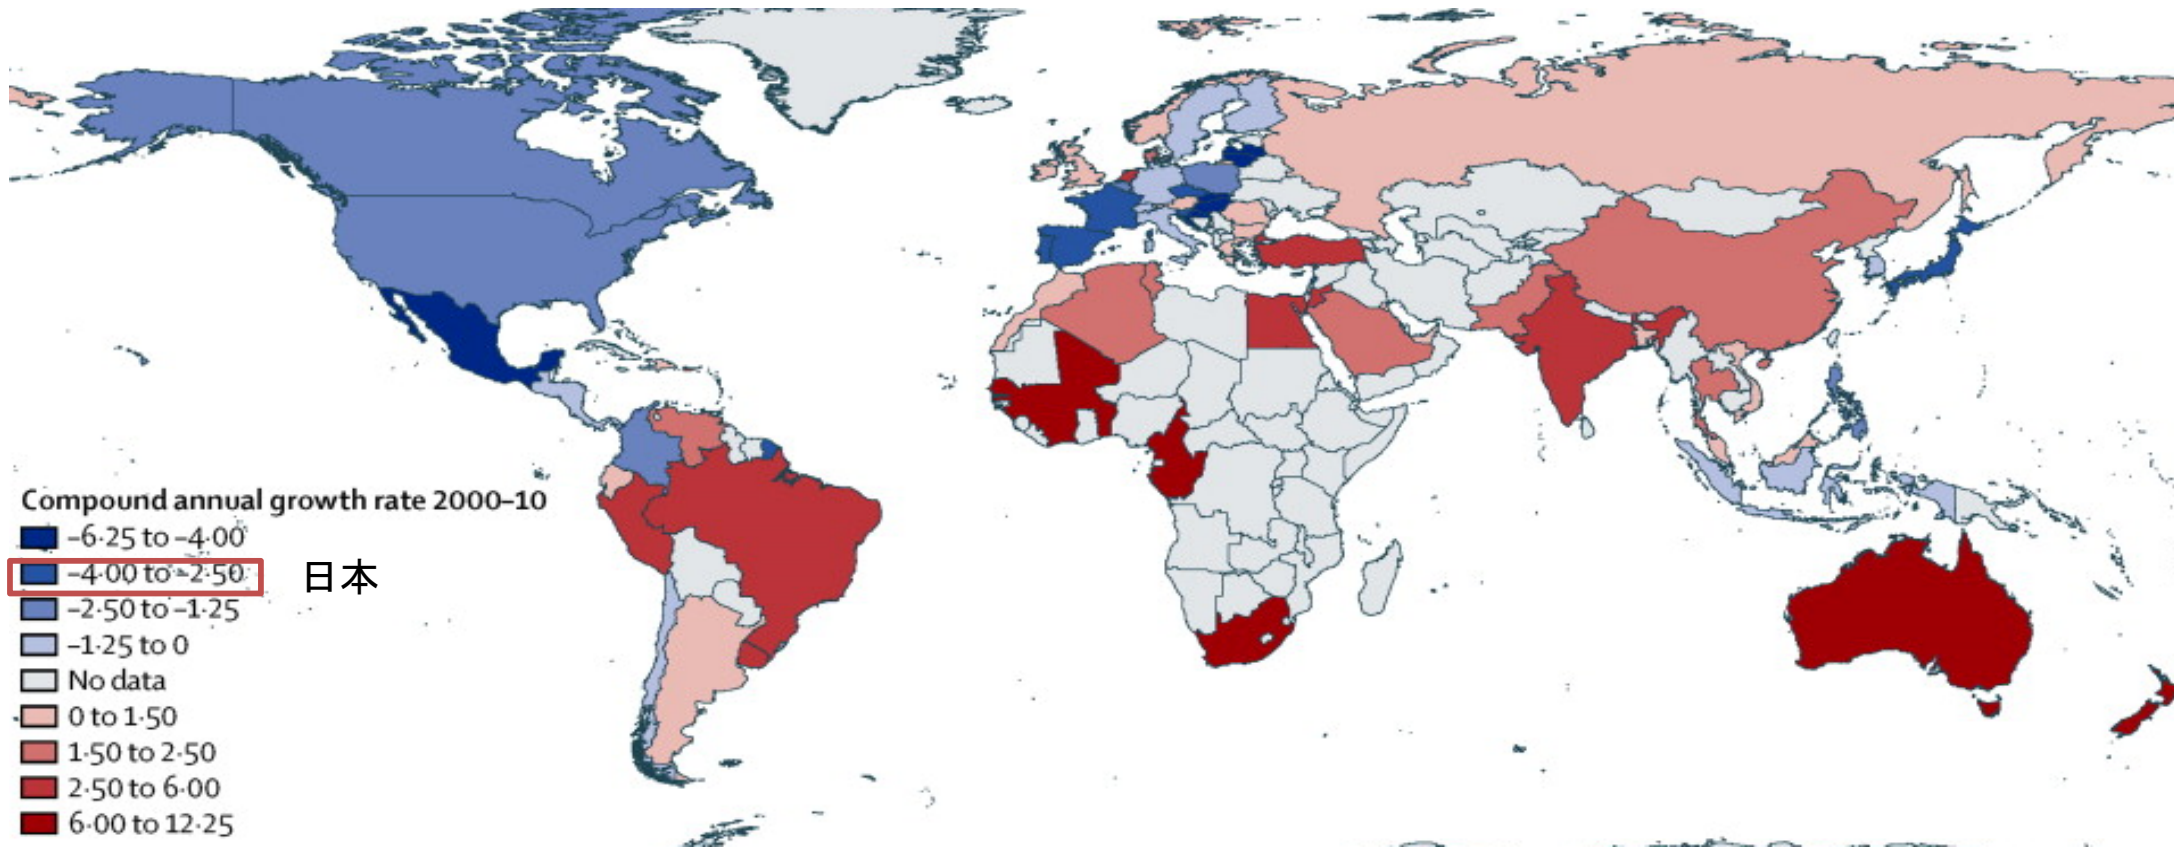 Compound annual growth rate 2000–10
–6·25 to –4·00
–4·00 to –2·50
日本
–2·50 to –1·25
–1·25 to 0
No data
0 to 1·50
1·50 to 2·50
2·50 to 6·00
6·00 to 12·25